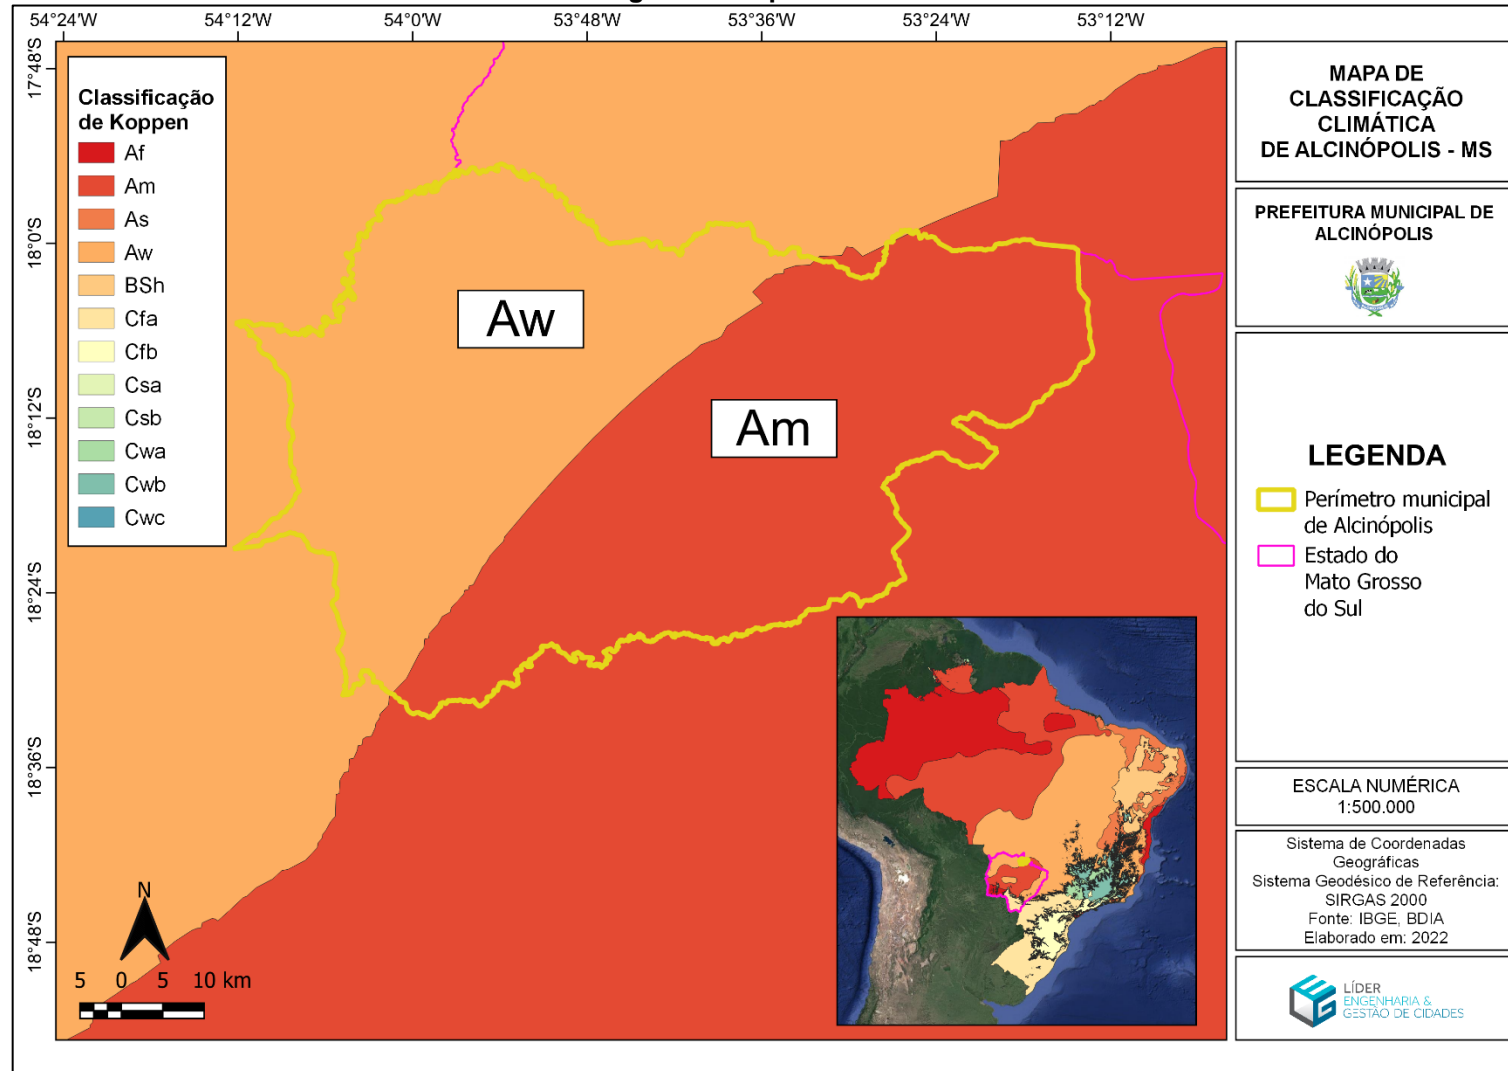 54°24'W 54°12'W 54°0'W 53°48'W 53°36'W 53°24'W 53°12'W
17°48'S
18°0'S
18°12'S
18°24'S
18°36'S
18°48'S
Classificação
de Koppen
Af
Am
As
Aw
BSh
Cfa
Cfb
Csa
Csb
Cwa
Cwb
Cwc
Aw
Am
N
5 0 5 10 km
MAPA DE
CLASSIFICAÇÃO
CLIMÁTICA
DE ALCINÓPOLIS - MS
PREFEITURA MUNICIPAL DE
ALCINÓPOLIS
LEGENDA
Perímetro municipal
de Alcinópolis
Estado do
Mato Grosso
do Sul
ESCALA NUMÉRICA
1:500.000
Sistema de Coordenadas
Geográficas
Sistema Geodésico de Referência:
SIRGAS 2000
Fonte: IBGE, BDIA
Elaborado em: 2022
LÍDER
ENGENHARIA &
GESTÃO DE CIDADES